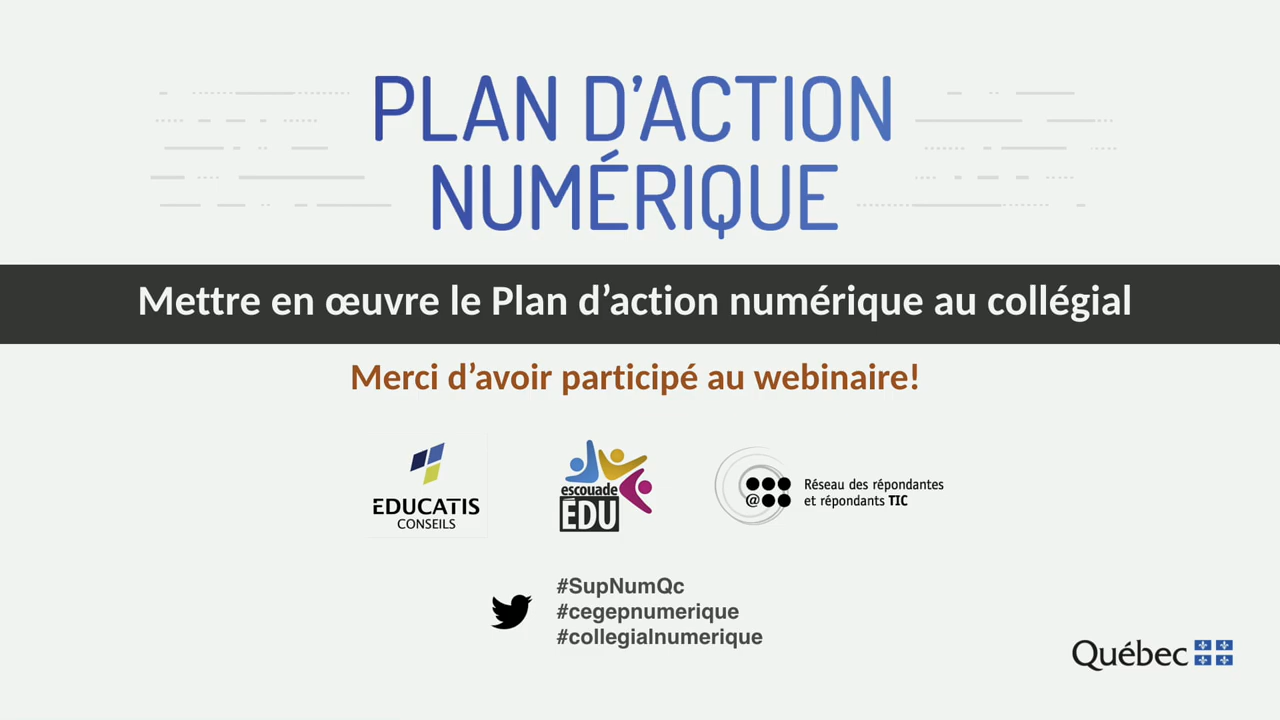 PLAN D’ACTION
NUMÉRIQUE
Mettre en œuvre le Plan d’action numérique au collégial
Merci d’avoir participé au webinaire!
EDUCATIS
CONSEILS
escouade
ÉDU
@
Réseau des répondantes
et répondants TIC
#SupNumQc
#cegepnumerique
#collegialnumerique
Québec